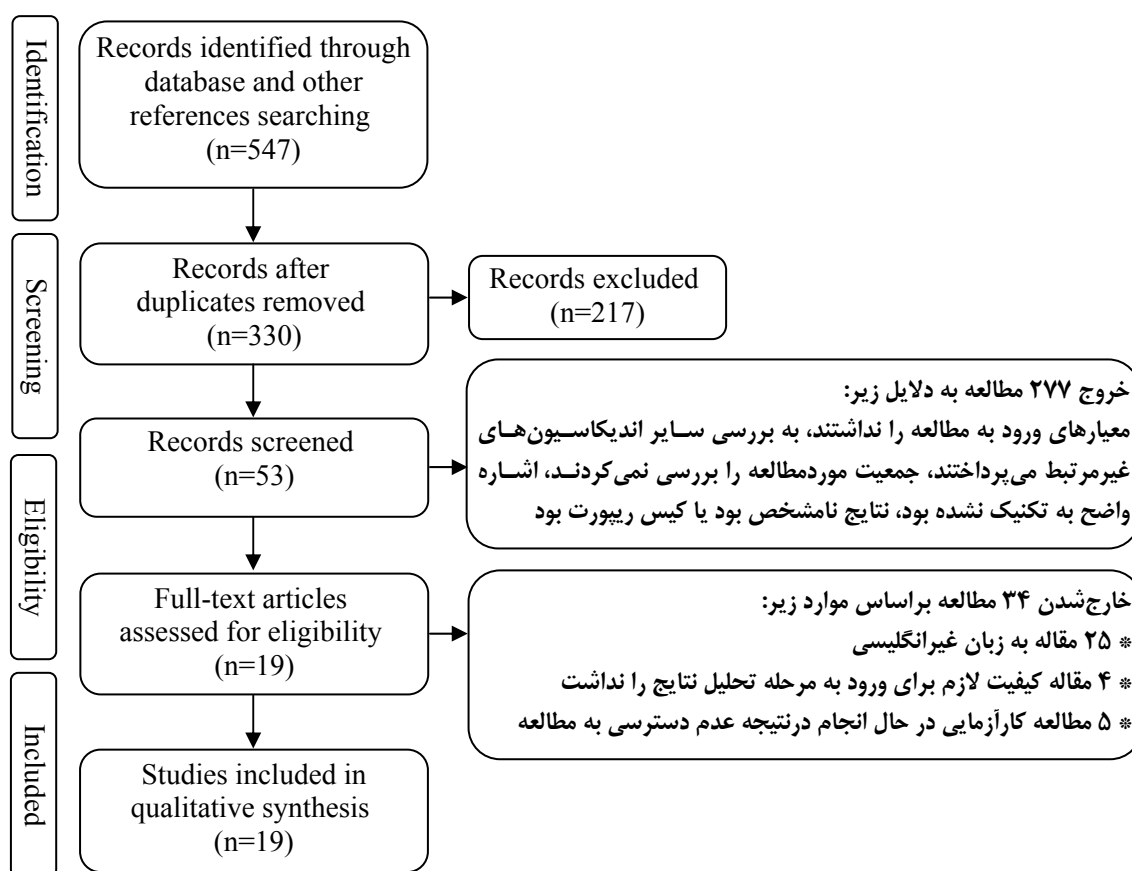 Identification
Records identified through
database and other
references searching
(n=547)
Screening
Records after
duplicates removed
(n=330)
Records excluded
(n=217)
Records screened
(n=53)
خروج ۲۷۷ مطالعه به دلایل زیر:
معیارهای ورود به مطالعه را نداشتند، به بررسی سـایر اندیکاسـیون‌هـای
غیرمرتبط می‌پرداختند، جمعیت موردمطالعه را بررسی نمی‌کردنـد، اشـاره
واضح به تکنیک نشده بود، نتایج نامشخص بود یا کیس ریپورت بود
Eligibility
Full-text articles
assessed for eligibility
(n=19)
خارج‌شدن ۳۴ مطالعه براساس موارد زیر:
* ۲۵ مقاله به زبان غیرانگلیسی
* ۴ مقاله کیفیت لازم برای ورود به مرحله تحلیل نتایج را نداشت
* ۵ مطالعه کارآزمایی در حال انجام درنتیجه عدم دسترسی به مطالعه
Included
Studies included in
qualitative synthesis
(n=19)